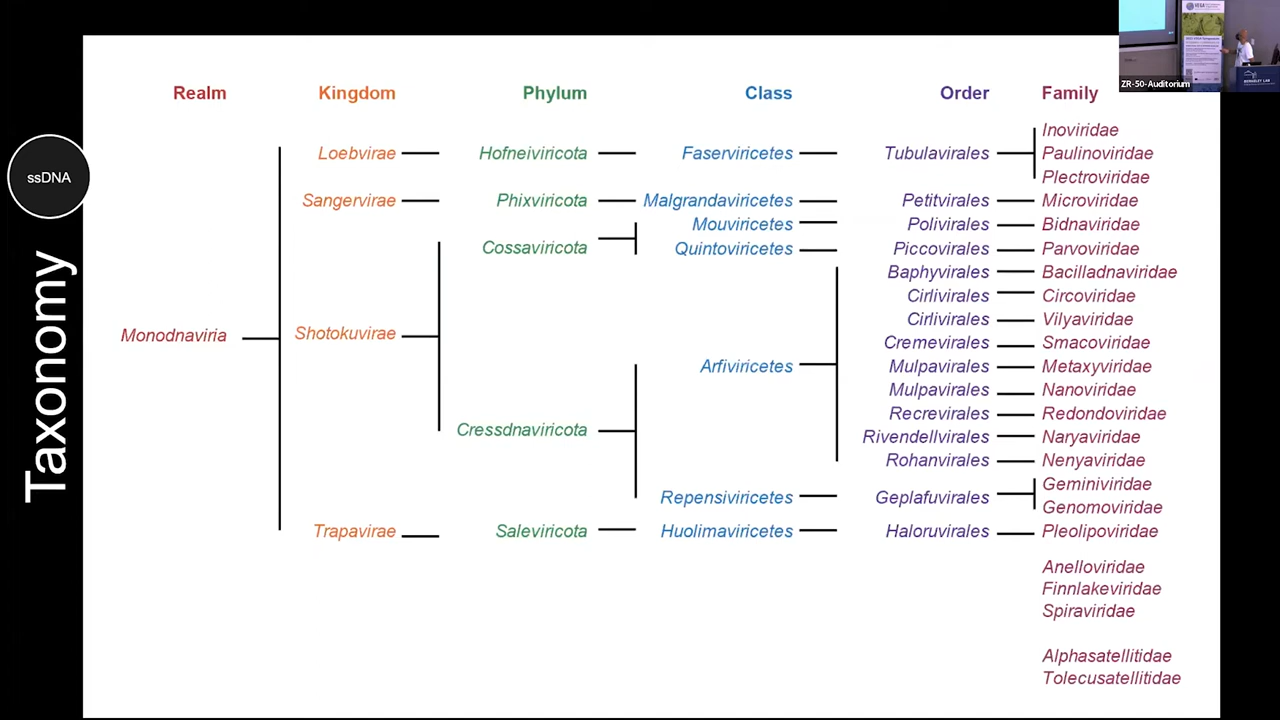 Realm Kingdom Phylum Class Order Family
ZR-50-Auditorium
BERKELEY LAB
ssDNA
Taxonomy
Inoviridae
Loebvirae Hofneiviricota Faserviricetes Tubulavirales Paulinoviridae
Plectroviridae
Sangervirae Phixviricota Malgrandaviricetes Petitvirales Microviridae
Mouviricetes Polivirales Bidnaviridae
Cossaviricota Quintoviricetes Piccovirales Parvoviridae
Baphyvirales Bacilladnaviridae
Cirlivirales Circoviridae
Cirlivirales Vilyaviridae
Monodnaviria Shotokuvirae Cremevirales Smacoviridae
Arfiviricetes Mulpavirales Metaxyviridae
Mulpavirales Nanoviridae
Recrevirales Redondoviridae
Cressdnaviricota Rivendellvirales Naryaviridae
Rohanvirales Nenyaviridae
Geminiviridae
Repensiviricetes Geplafuvirales
Genomoviridae
Trapavirae Saleviricota Huolimaviricetes Haloruvirales Pleolipoviridae
Anelloviridae
Finnlakeviridae
Spiraviridae
Alphasatellitidae
Tolecusatellitidae